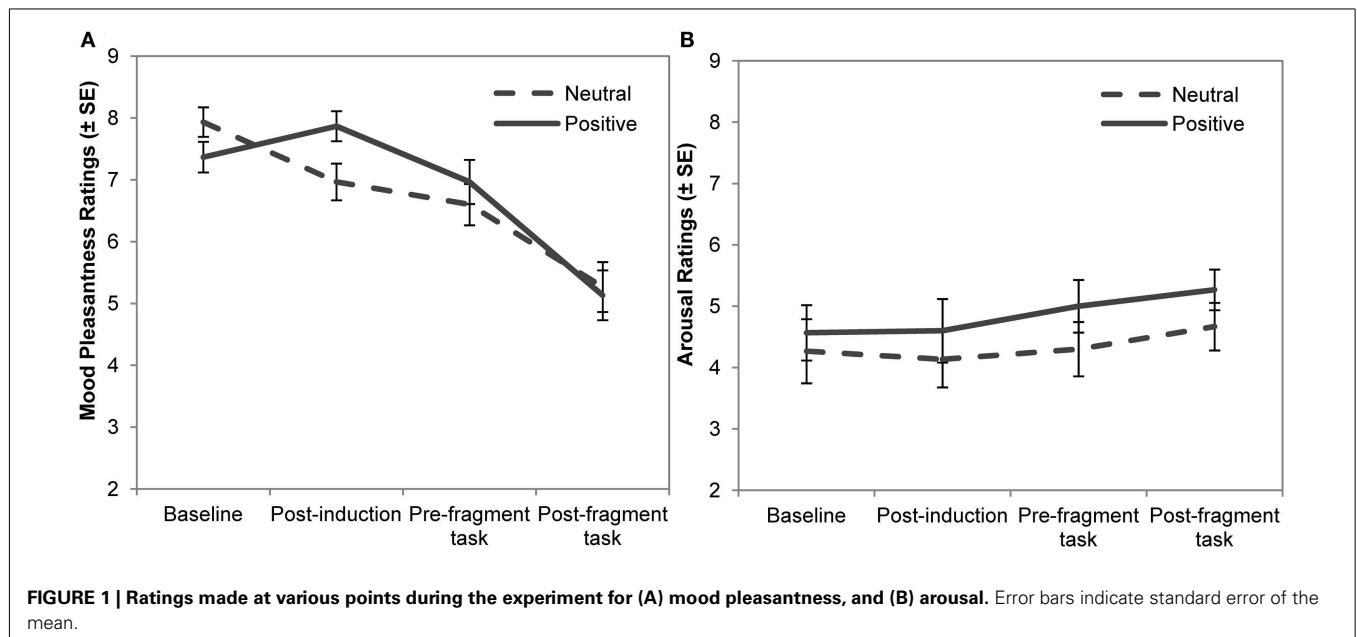 A
Mood Pleasantness Ratings (± SE)
9
8
7
6
5
4
3
2
Neutral
Positive
Baseline
Post-induction
Pre-fragment task
Post-fragment task
B
Arousal Ratings (± SE)
9
8
7
6
5
4
3
2
Neutral
Positive
Baseline
Post-induction
Pre-fragment task
Post-fragment task
FIGURE 1 | Ratings made at various points during the experiment for (A) mood pleasantness, and (B) arousal. Error bars indicate standard error of the
mean.